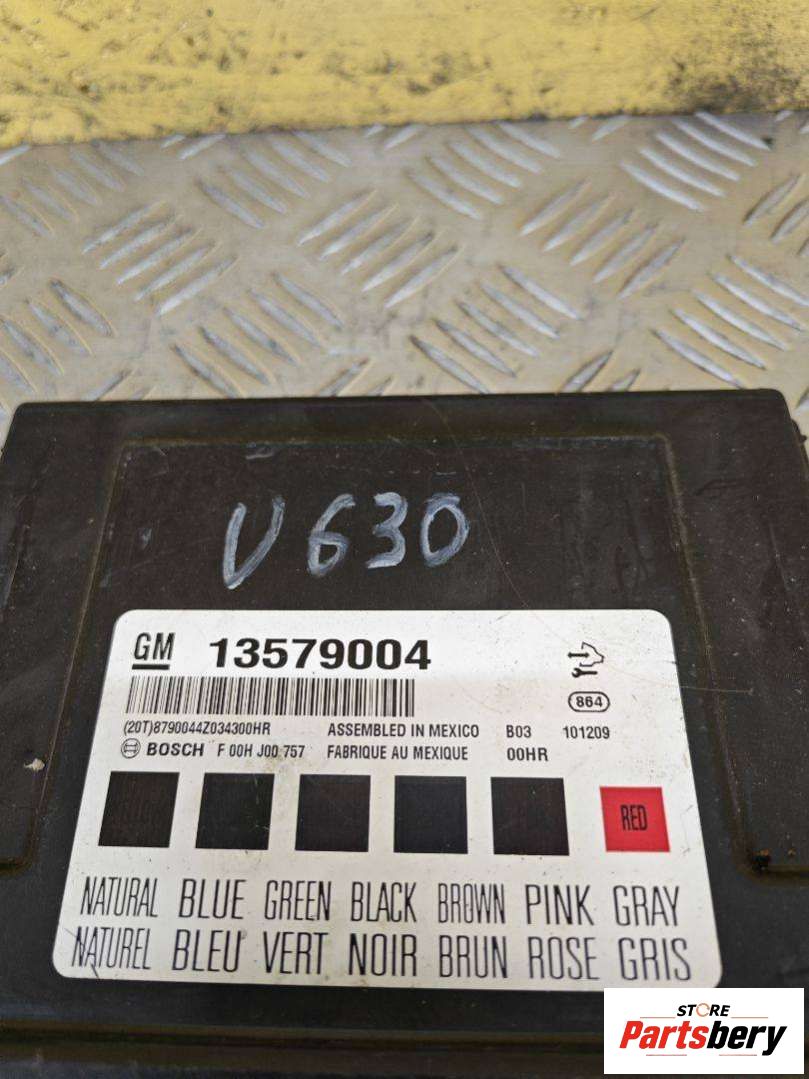 V630
GM 13579004
864
(20T)8790044Z034300HR ASSEMBLED IN MEXICO B03 101209
BOSCH F 00H J00 757 FABRIQUE AU MEXIQUE 00HR
RED
NATURAL BLUE GREEN BLACK BROWN PINK GRAY
NATUREL BLEU VERT NOIR BRUN ROSE GRIS
STORE
Partsbery